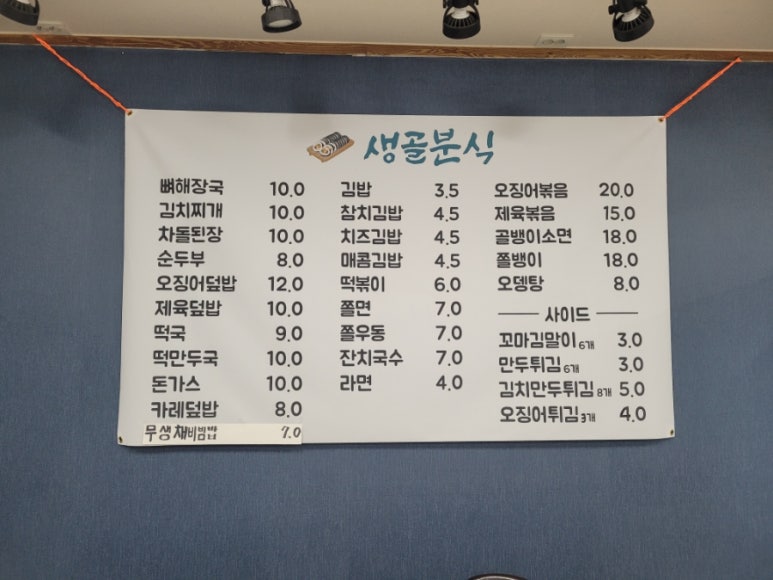 생골분식
뼈해장국 10.0
김치찌개 10.0
차돌된장 10.0
순두부 8.0
오징어덮밥 12.0
제육덮밥 10.0
떡국 9.0
떡만두국 10.0
돈가스 10.0
카레덮밥 8.0
무생채비빔밥 7.0
김밥 3.5
참치김밥 4.5
치즈김밥 4.5
매콤김밥 4.5
떡볶이 6.0
쫄면 7.0
쫄우동 7.0
잔치국수 7.0
라면 4.0
오징어볶음 20.0
제육볶음 15.0
골뱅이소면 18.0
쫄뱅이 18.0
오뎅탕 8.0
사이드
꼬마김말이 6개 3.0
만두튀김 6개 3.0
김치만두튀김 8개 5.0
오징어튀김 3개 4.0